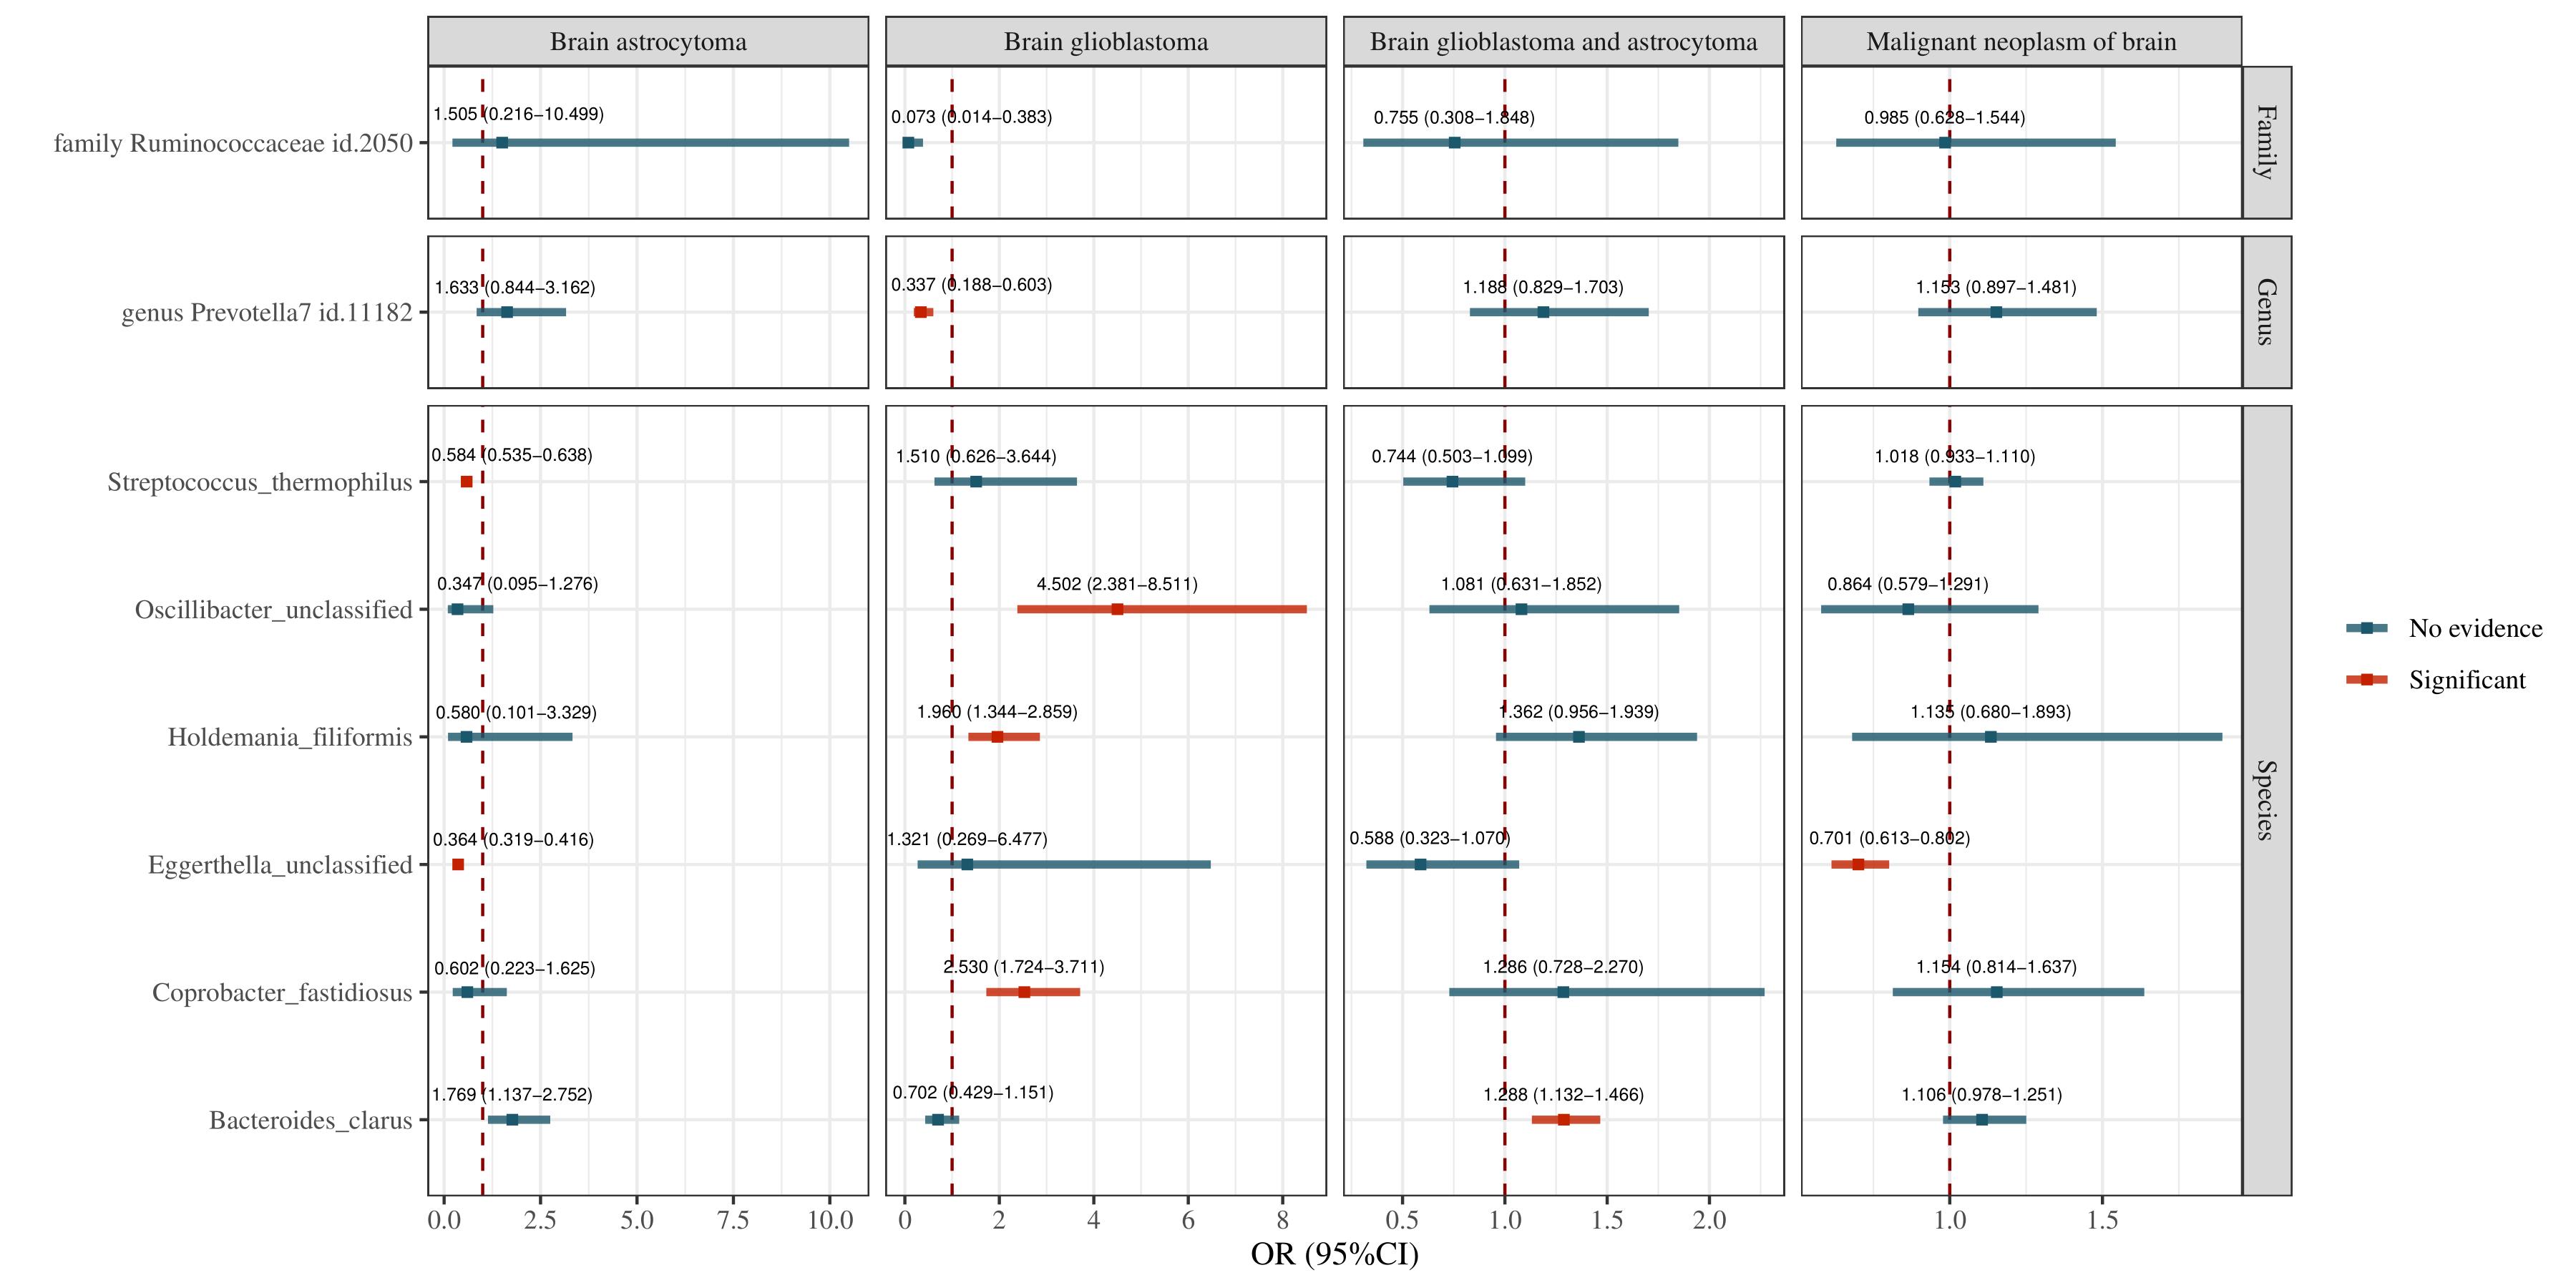 Brain astrocytoma
Brain glioblastoma
Brain glioblastoma and astrocytoma
Malignant neoplasm of brain
family Ruminococcaceae id.2050
1.505 (0.216−10.499)
0.073 (0.014−0.383)
0.755 (0.308−1.848)
0.985 (0.628−1.544)
Family
genus Prevotella7 id.11182
1.633 (0.844−3.162)
0.337 (0.188−0.603)
1.188 (0.829−1.703)
1.153 (0.897−1.481)
Genus
Streptococcus_thermophilus
0.584 (0.535−0.638)
1.510 (0.626−3.644)
0.744 (0.503−1.099)
1.018 (0.933−1.110)
Oscillibacter_unclassified
0.347 (0.095−1.276)
4.502 (2.381−8.511)
1.081 (0.631−1.852)
0.864 (0.579−1.291)
Holdemania_filiformis
0.580 (0.101−3.329)
1.960 (1.344−2.859)
1.362 (0.956−1.939)
1.135 (0.680−1.893)
Eggerthella_unclassified
0.364 (0.319−0.416)
1.321 (0.269−6.477)
0.588 (0.323−1.070)
0.701 (0.613−0.802)
Coprobacter_fastidiosus
0.602 (0.223−1.625)
2.530 (1.724−3.711)
1.286 (0.728−2.270)
1.154 (0.814−1.637)
Bacteroides_clarus
1.769 (1.137−2.752)
0.702 (0.429−1.151)
1.288 (1.132−1.466)
1.106 (0.978−1.251)
Species
0.0 2.5 5.0 7.5 10.0
0 2 4 6 8
0.5 1.0 1.5 2.0
1.0 1.5
OR (95%CI)
No evidence
Significant